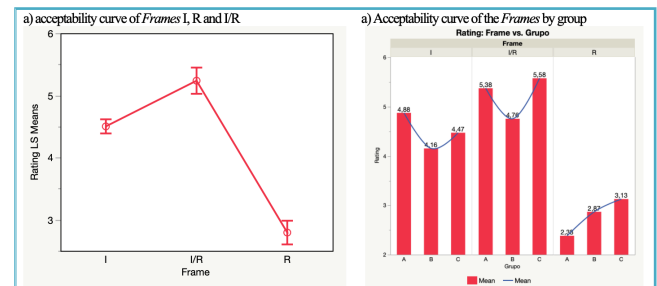 a) acceptability curve of Frames I, R and I/R
6
5
4
3
Rating LS Means
I
I/R
R
Frame
a) Acceptability curve of the Frames by group
Rating: Frame vs. Grupo
Frame
I
I/R
R
6
5
4
3
2
Rating
4,88
4,16
4,47
5,38
4,76
5,58
2,38
2,87
3,13
A
B
C
A
B
C
A
B
C
Grupo
Mean
Mean